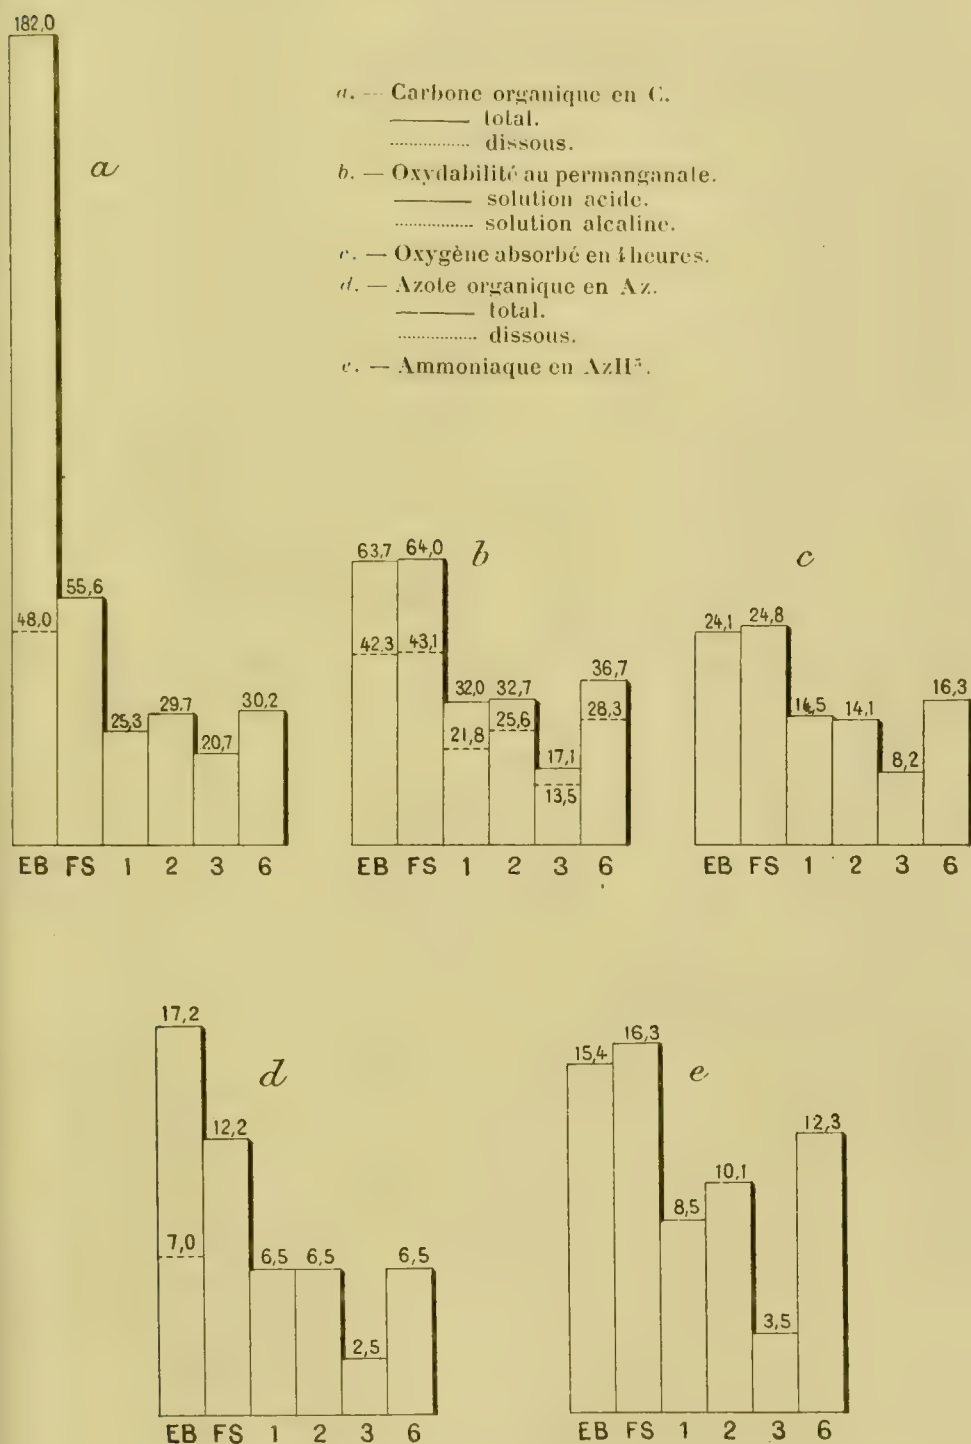 182,0
a. — Carbone organique en C.
total.
dissous.
b. — Oxydabilité au permanganate.
solution acide.
solution alcaline.
c. — Oxygène absorbé en 4 heures.
d. — Azote organique en Az.
total.
dissous.
e. — Ammoniaque en AzH³.
a
55,6
48,0
25,3
29,7
20,7
30,2
EB FS 1 2 3 6
b
63,7 64,0
42,3 43,1
32,0 32,7
21,8 25,6
17,1
13,5
36,7
28,3
EB FS 1 2 3 6
c
24,1 24,8
14,5 14,1
8,2
16,3
EB FS 1 2 3 6
d
17,2
12,2
7,0
6,5 6,5
2,5
6,5
EB FS 1 2 3 6
e
15,4 16,3
8,5
10,1
3,5
12,3
EB FS 1 2 3 6